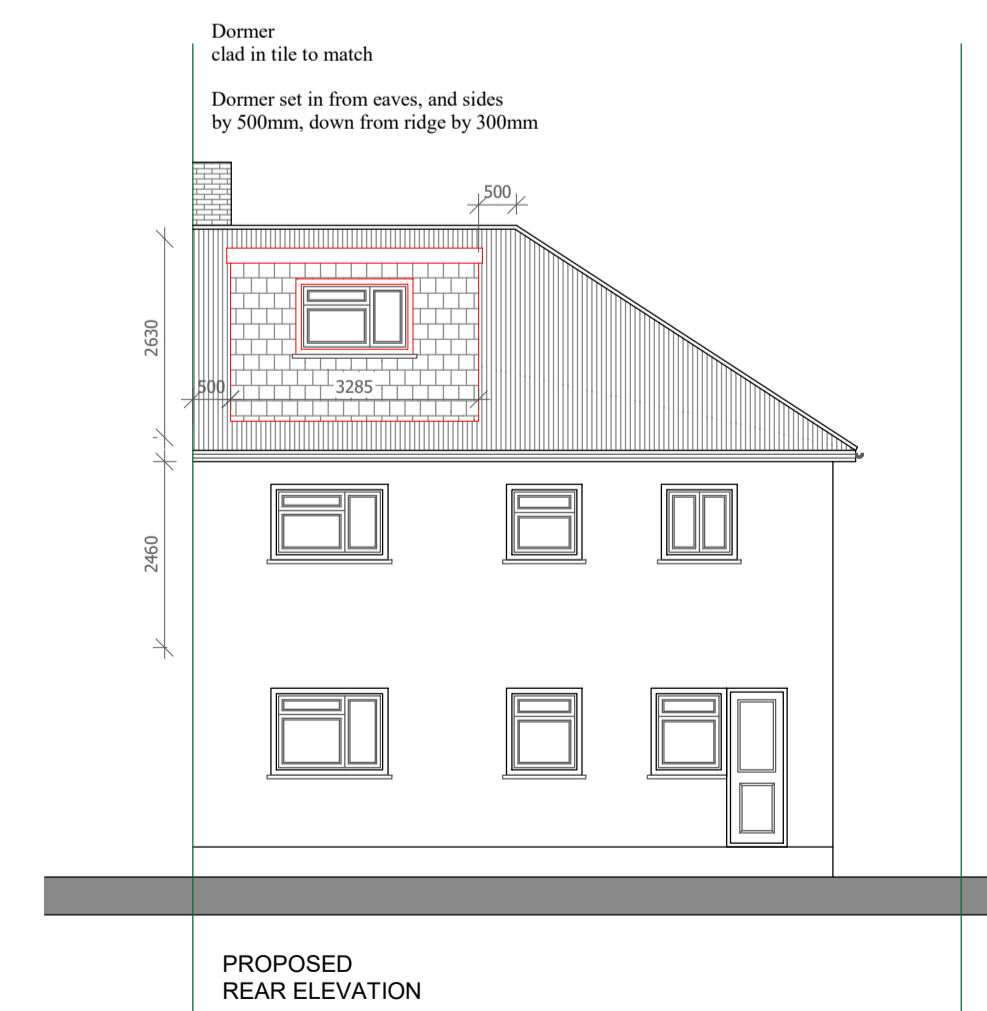 Dormer
clad in tile to match
Dormer set in from eaves, and sides
by 500mm, down from ridge by 300mm
500
2630
500
3285
2460
PROPOSED
REAR ELEVATION